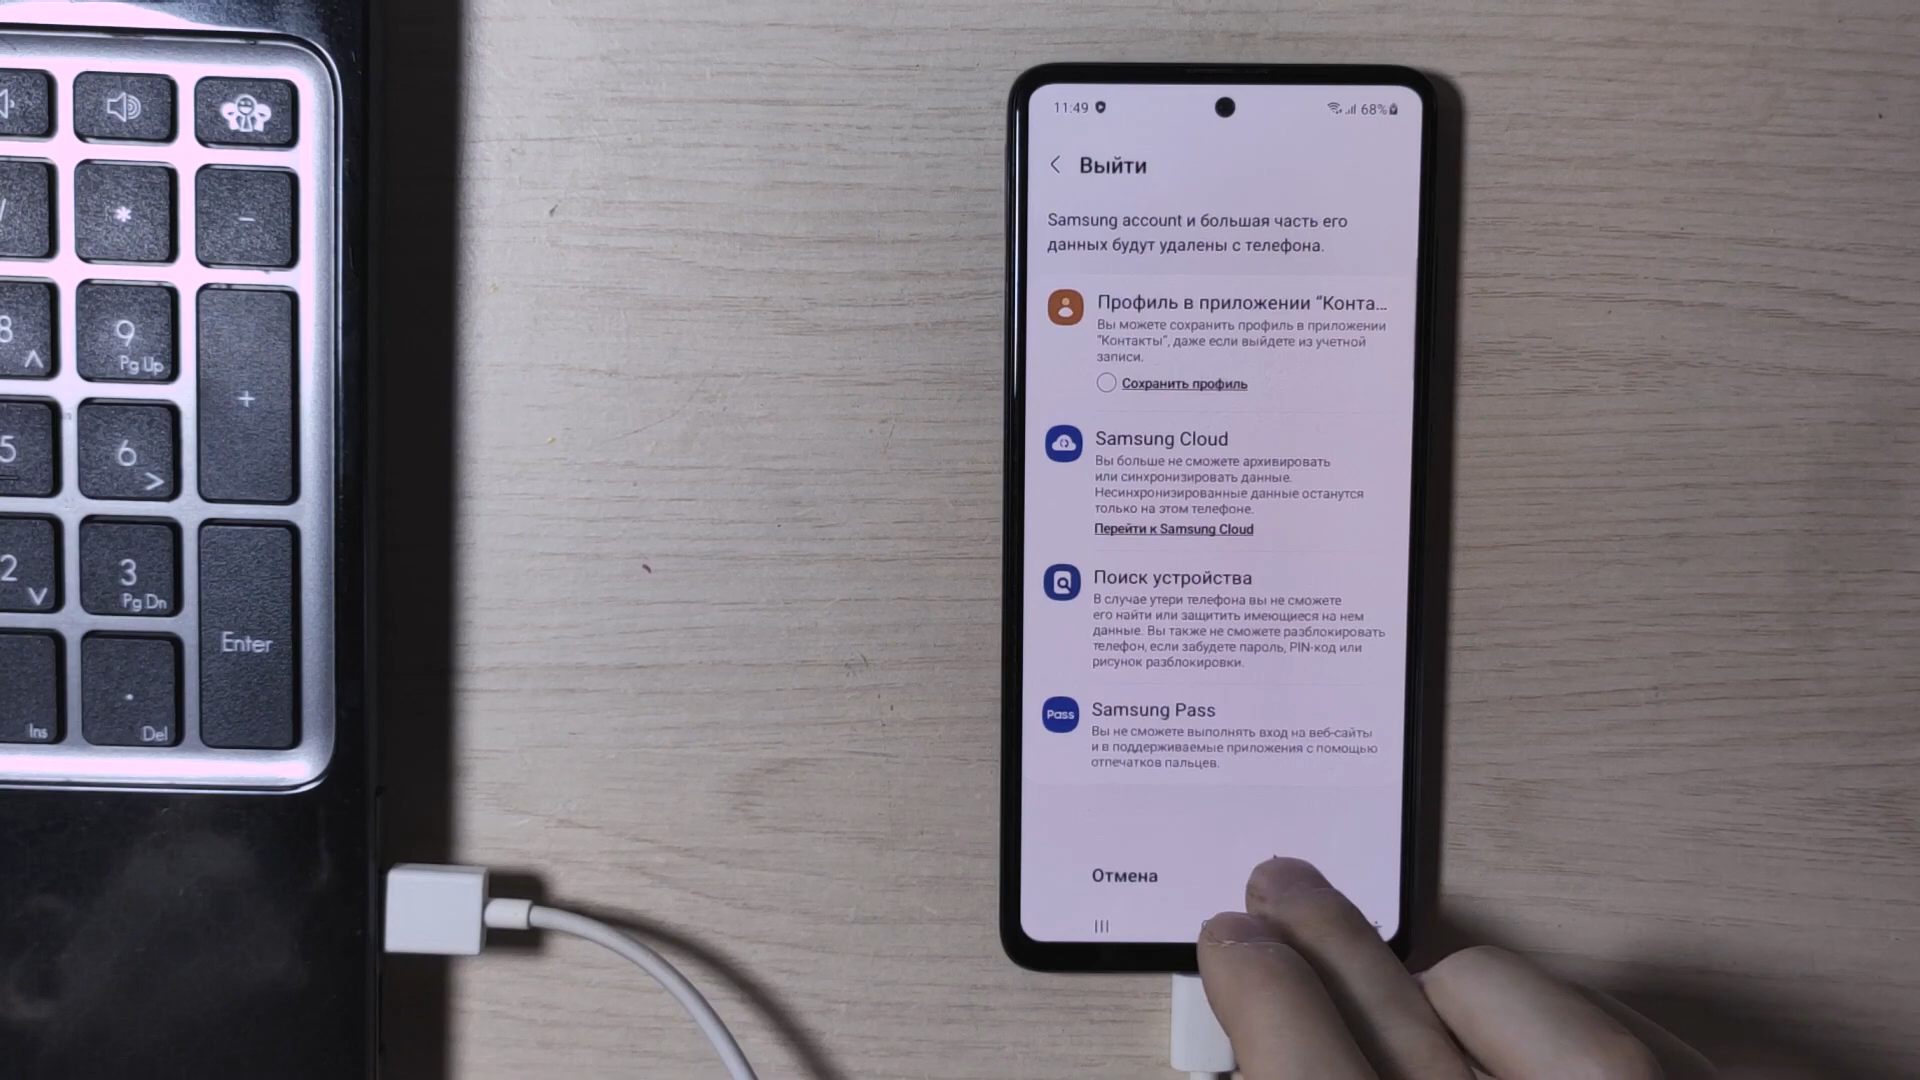 11:49
68%
Выйти
Samsung account и большая часть его
данных будут удалены с телефона.
Профиль в приложении “Конта...
Вы можете сохранить профиль в приложении
“Контакты”, даже если выйдете из учетной
записи.
Сохранить профиль
Samsung Cloud
Вы больше не сможете архивировать
или синхронизировать данные.
Несинхронизированные данные останутся
только на этом телефоне.
Перейти к Samsung Cloud
Поиск устройства
В случае утери телефона вы не сможете
его найти или защитить имеющиеся на нем
данные. Вы также не сможете разблокировать
телефон, если забудете пароль, PIN-код или
рисунок разблокировки.
Pass
Samsung Pass
Вы не сможете выполнять вход на веб-сайты
и в поддерживаемые приложения с помощью
отпечатков пальцев.
Отмена
/ * -
8 9 +
Pg Up
5 6
2 3
Pg Dn
Enter
.
Ins Del